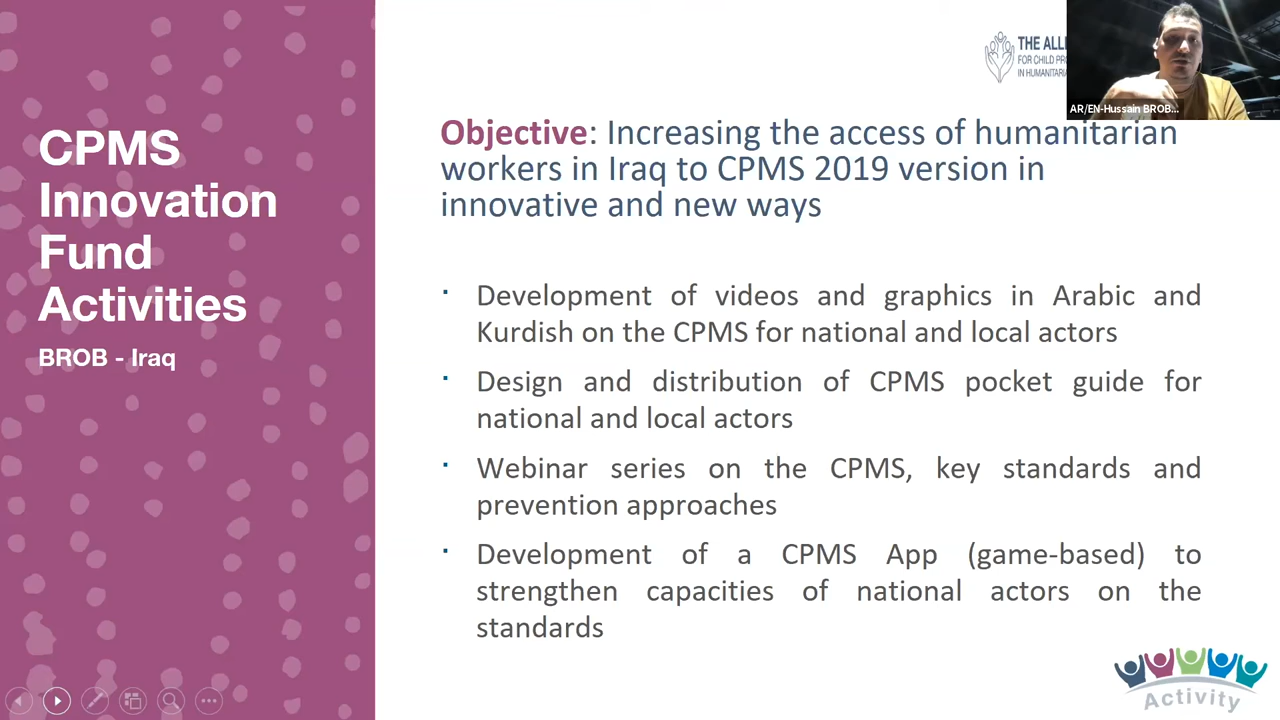 CPMS
Innovation
Fund
Activities
BROB - Iraq
THE ALLI
FOR CHILD PRO
IN HUMANITARIA
AR/EN-Hussain BROB...
Objective: Increasing the access of humanitarian
workers in Iraq to CPMS 2019 version in
innovative and new ways
▪ Development of videos and graphics in Arabic and
Kurdish on the CPMS for national and local actors
▪ Design and distribution of CPMS pocket guide for
national and local actors
▪ Webinar series on the CPMS, key standards and
prevention approaches
▪ Development of a CPMS App (game-based) to
strengthen capacities of national actors on the
standards
Activity